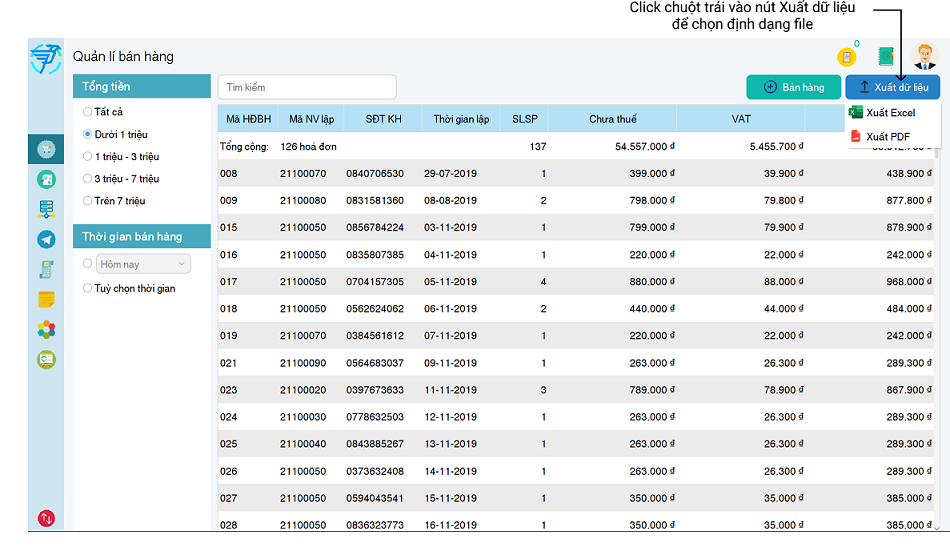 Click chuột trái vào nút Xuất dữ liệu
để chọn định dạng file
Quản lí bán hàng
0
Tổng tiền
Tất cả
Dưới 1 triệu
1 triệu - 3 triệu
3 triệu - 7 triệu
Trên 7 triệu
Thời gian bán hàng
Hôm nay
Tuỳ chọn thời gian
Tìm kiếm
Bán hàng
Xuất dữ liệu
Xuất Excel
Xuất PDF
Mã HĐBH Mã NV lập SĐT KH Thời gian lập SLSP Chưa thuế VAT
Tổng cộng: 126 hoá đơn 137 54.557.000 ₫ 5.455.700 ₫
008 21100070 0840706530 29-07-2019 1 399.000 ₫ 39.900 ₫ 438.900 ₫
009 21100080 0831581360 08-08-2019 2 798.000 ₫ 79.800 ₫ 877.800 ₫
015 21100050 0856784224 03-11-2019 1 799.000 ₫ 79.900 ₫ 878.900 ₫
016 21100050 0835807385 04-11-2019 1 220.000 ₫ 22.000 ₫ 242.000 ₫
017 21100050 0704157305 05-11-2019 4 880.000 ₫ 88.000 ₫ 968.000 ₫
018 21100050 0562624062 06-11-2019 2 440.000 ₫ 44.000 ₫ 484.000 ₫
019 21100070 0384561612 07-11-2019 1 220.000 ₫ 22.000 ₫ 242.000 ₫
021 21100090 0564683037 09-11-2019 1 263.000 ₫ 26.300 ₫ 289.300 ₫
023 21100020 0397673633 11-11-2019 3 789.000 ₫ 78.900 ₫ 867.900 ₫
024 21100030 0778632503 12-11-2019 1 263.000 ₫ 26.300 ₫ 289.300 ₫
025 21100040 0843885267 13-11-2019 1 263.000 ₫ 26.300 ₫ 289.300 ₫
026 21100050 0373632408 14-11-2019 1 263.000 ₫ 26.300 ₫ 289.300 ₫
027 21100050 0594043541 15-11-2019 1 350.000 ₫ 35.000 ₫ 385.000 ₫
028 21100050 0836323773 16-11-2019 1 350.000 ₫ 35.000 ₫ 385.000 ₫